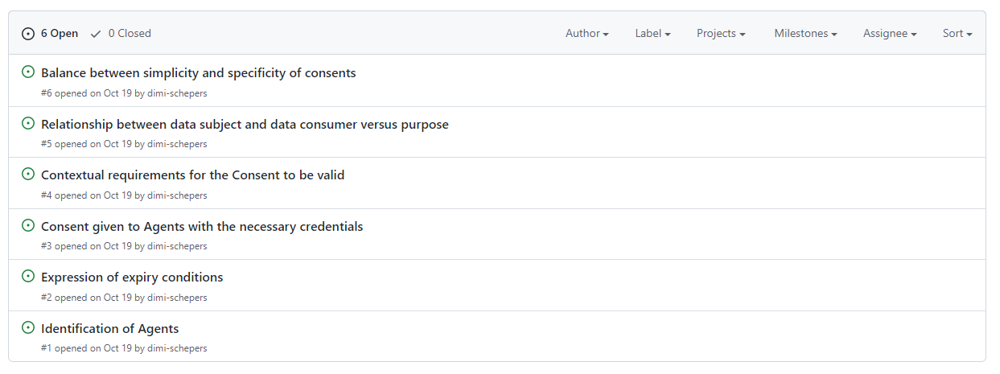 6 Open 0 Closed Author Label Projects Milestones Assignee Sort
Balance between simplicity and specificity of consents
#6 opened on Oct 19 by dimi-schepers
Relationship between data subject and data consumer versus purpose
#5 opened on Oct 19 by dimi-schepers
Contextual requirements for the Consent to be valid
#4 opened on Oct 19 by dimi-schepers
Consent given to Agents with the necessary credentials
#3 opened on Oct 19 by dimi-schepers
Expression of expiry conditions
#2 opened on Oct 19 by dimi-schepers
Identification of Agents
#1 opened on Oct 19 by dimi-schepers